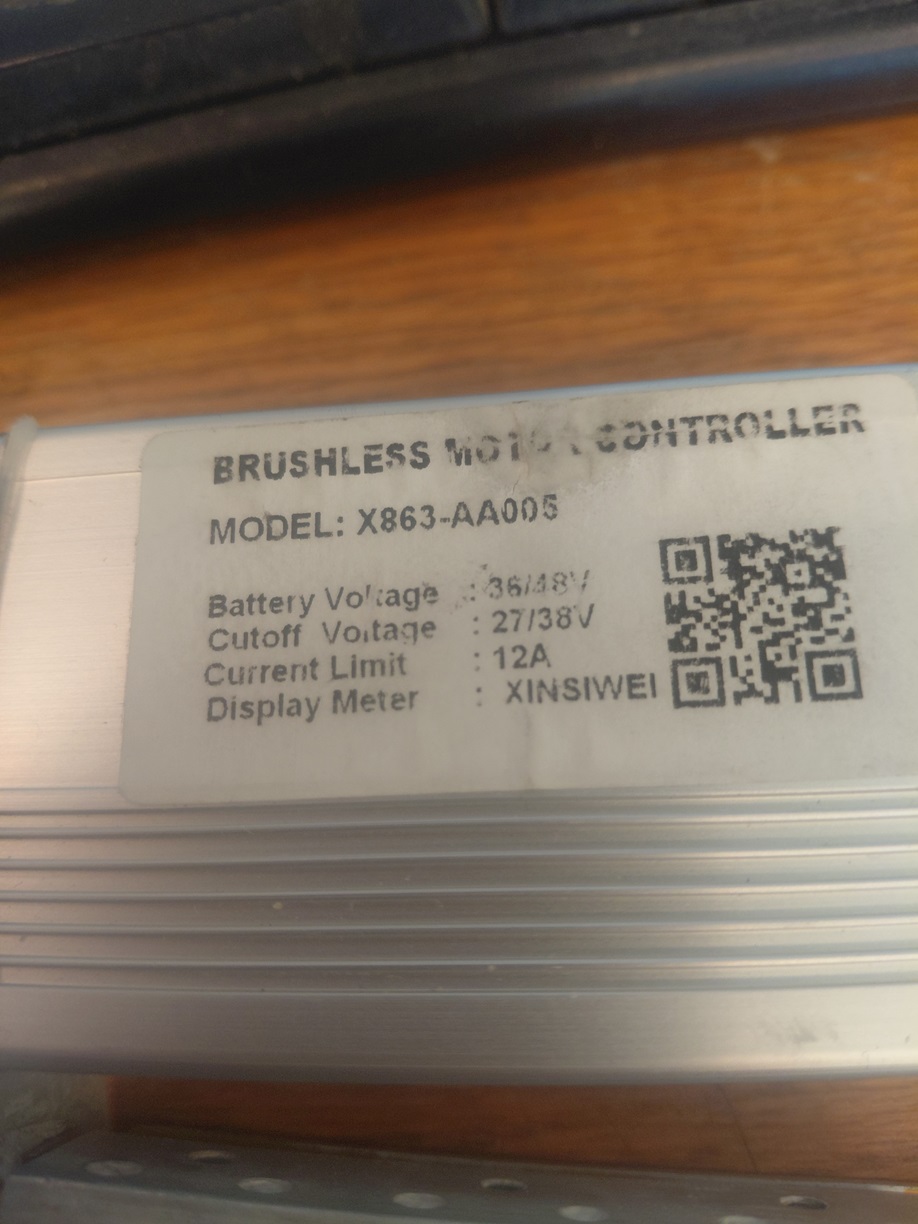 BRUSHLESS MOTOR CONTROLLER
MODEL: X863-AA005
Battery Voltage : 36/48V
Cutoff Voltage : 27/38V
Current Limit : 12A
Display Meter : XINSIWEI